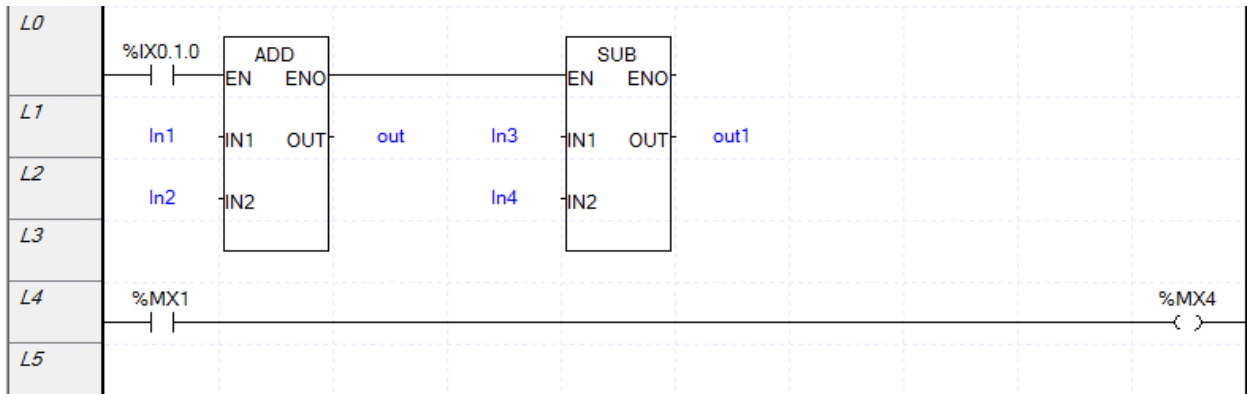 L0
%IX0.1.0 ADD SUB
EN ENO EN ENO
L1
In1 IN1 OUT out In3 IN1 OUT out1
L2
In2 IN2 In4 IN2
L3
L4
%MX1 %MX4
L5